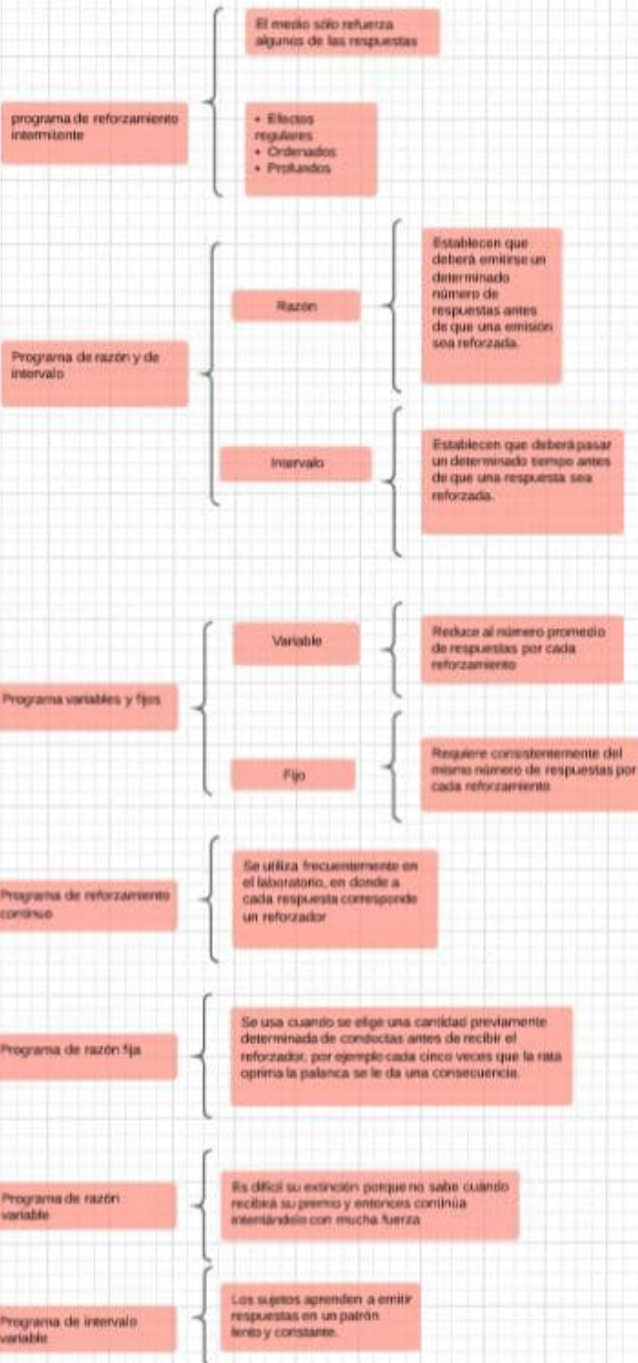 El medio sólo refuerza
algunos de las respuestas
programa de reforzamiento
intermitente
• Efectos
regulares
• Ordenados
• Profundos
Programa de razón y de
intervalo
Razón
Establecen que
deberá emitirse un
determinado
número de
respuestas antes
de que una emisión
sea reforzada.
Intervalo
Establecen que deberá pasar
un determinado tiempo antes
de que una respuesta sea
reforzada.
Programa variables y fijos
Variable
Reduce al número promedio
de respuestas por cada
reforzamiento
Fijo
Requiere consistentemente del
mismo número de respuestas por
cada reforzamiento
Programa de reforzamiento
continuo
Se utiliza frecuentemente en
el laboratorio, en donde a
cada respuesta corresponde
un reforzador
Programa de razón fija
Se usa cuando se elige una cantidad previamente
determinada de conductas antes de recibir el
reforzador, por ejemplo cada cinco veces que la rata
oprima la palanca se le da una consecuencia.
Programa de razón
variable
Es difícil su extinción porque no sabe cuándo
recibirá su premio y entonces continúa
intentándolo con mucha fuerza
Programa de intervalo
variable
Los sujetos aprenden a emitir
respuestas en un patrón
lento y constante.